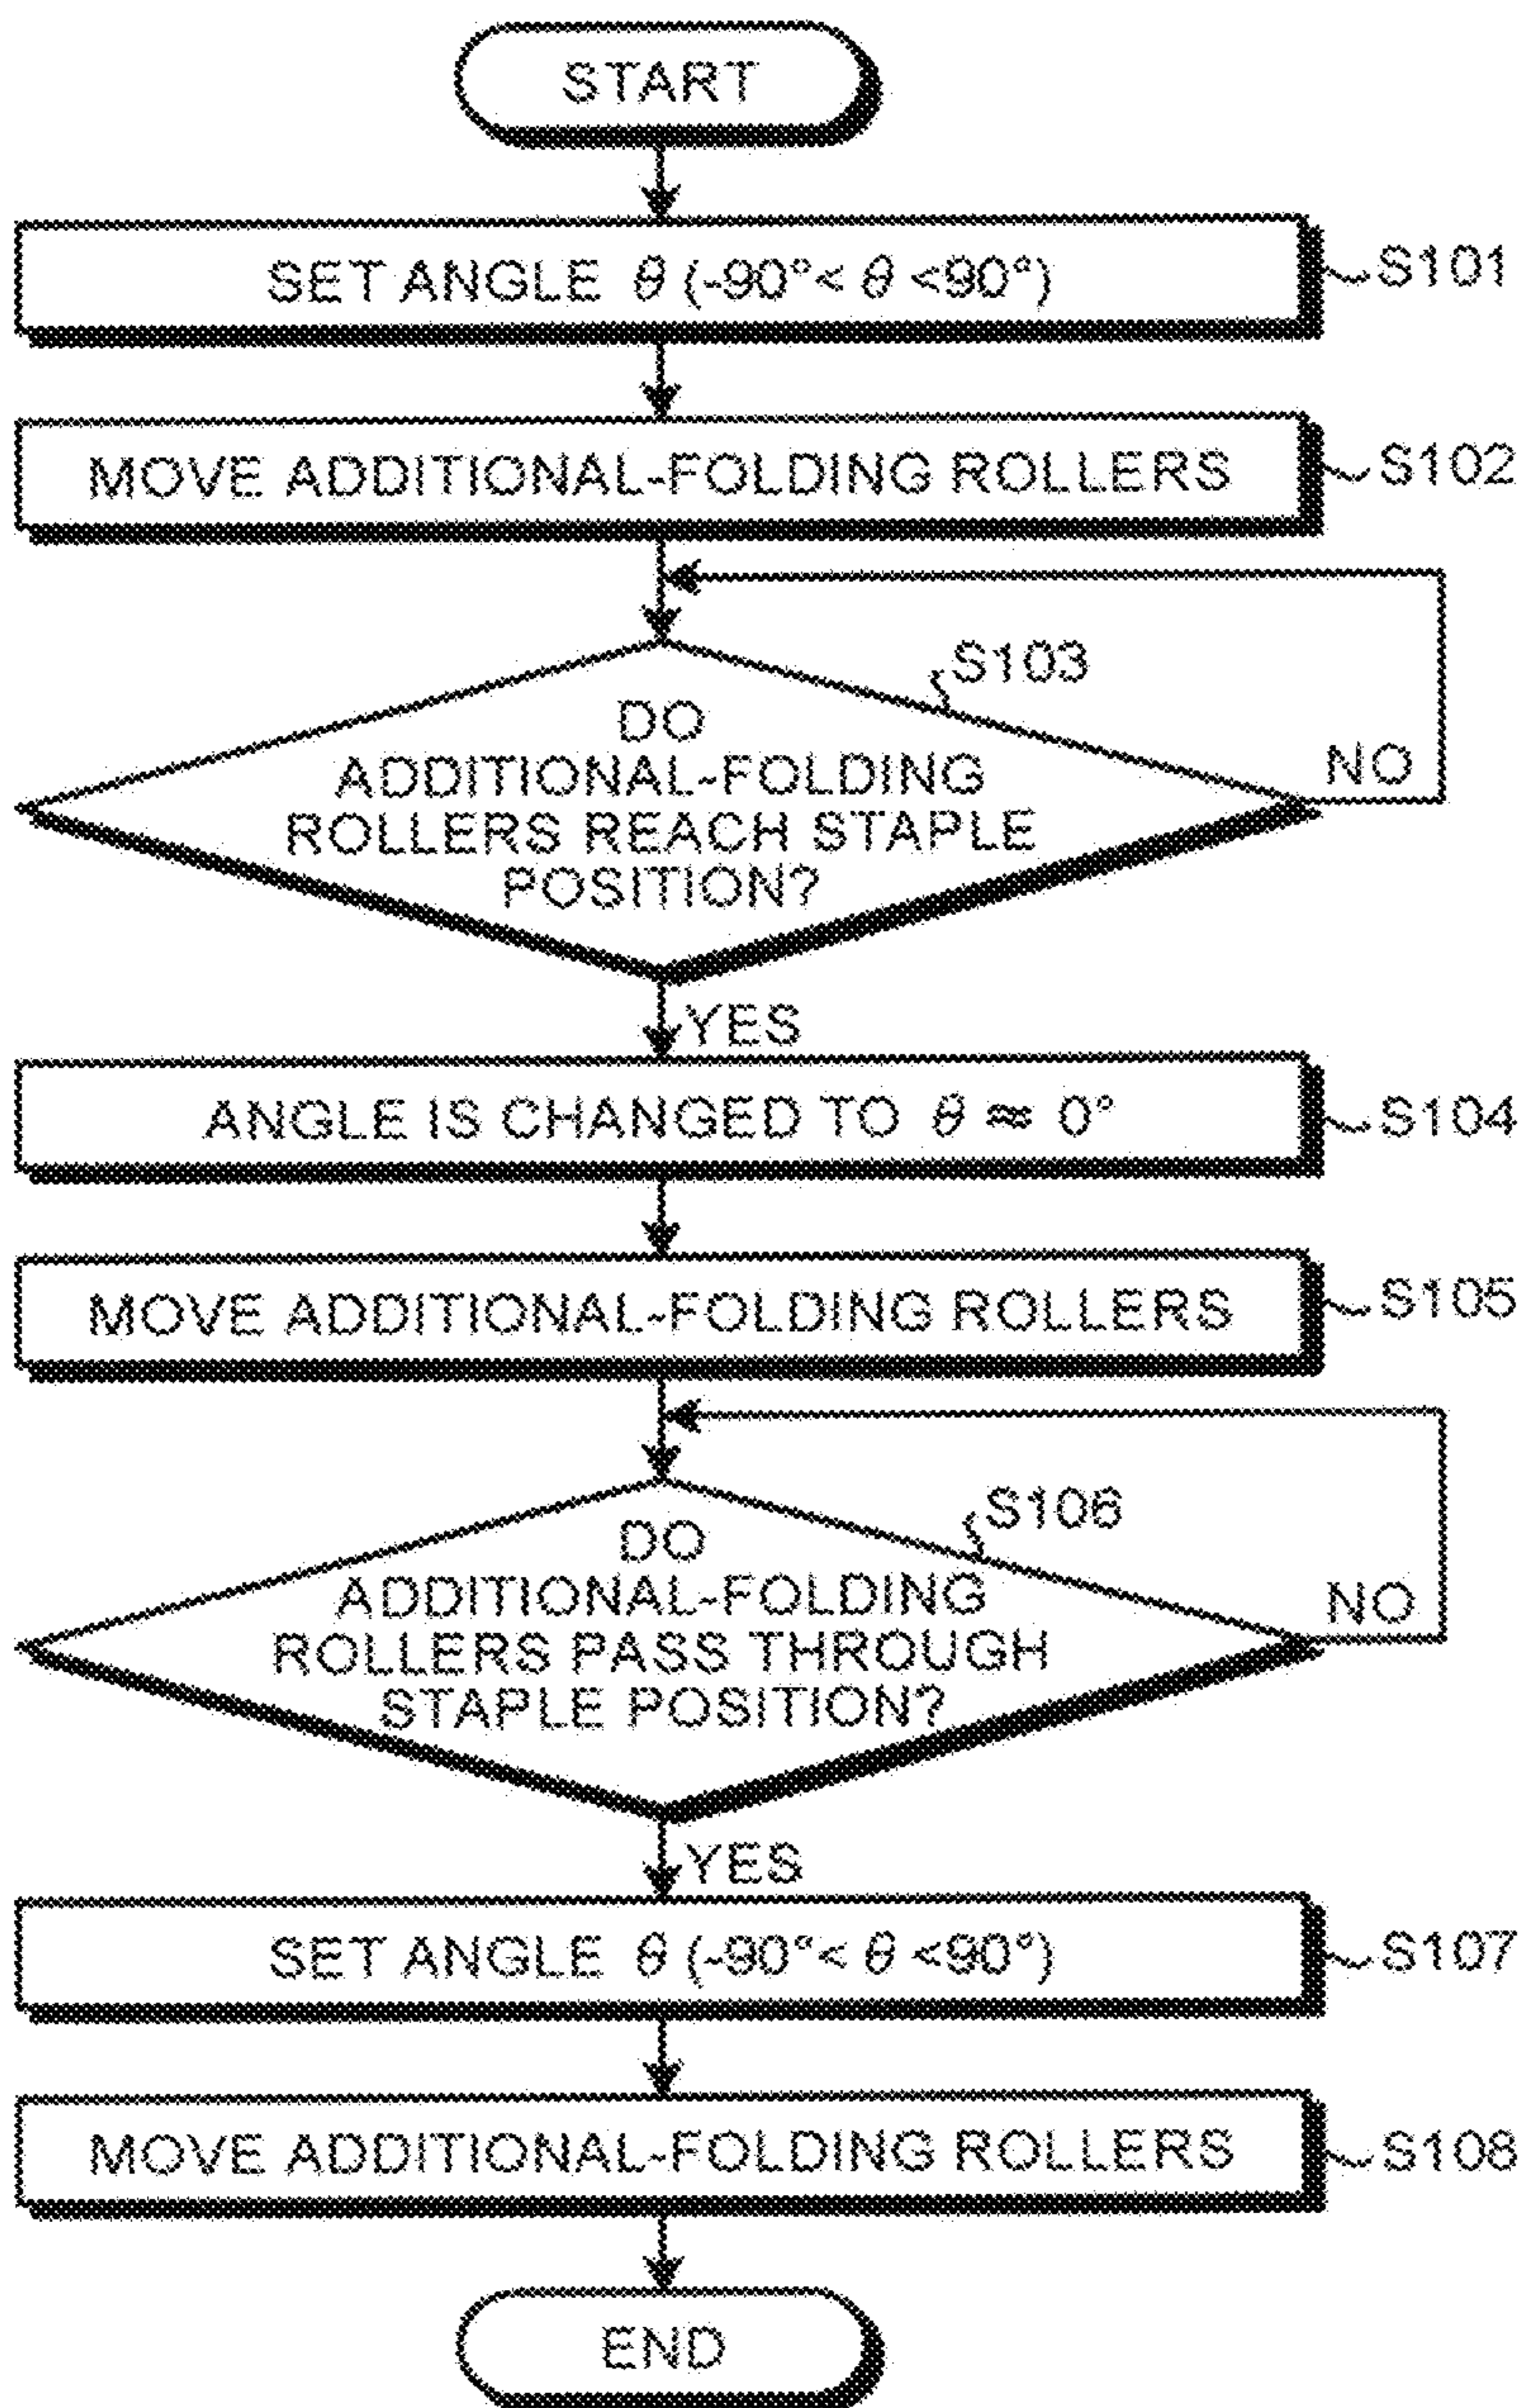 START
SET ANGLE θ (-90°< θ <90°)
S101
MOVE ADDITIONAL-FOLDING ROLLERS
S102
S103
DO
ADDITIONAL-FOLDING
ROLLERS REACH STAPLE
POSITION?
NO
YES
ANGLE IS CHANGED TO θ ≈ 0°
S104
MOVE ADDITIONAL-FOLDING ROLLERS
S105
S106
DO
ADDITIONAL-FOLDING
ROLLERS PASS THROUGH
STAPLE POSITION?
NO
YES
SET ANGLE θ (-90°< θ <90°)
S107
MOVE ADDITIONAL-FOLDING ROLLERS
S108
END